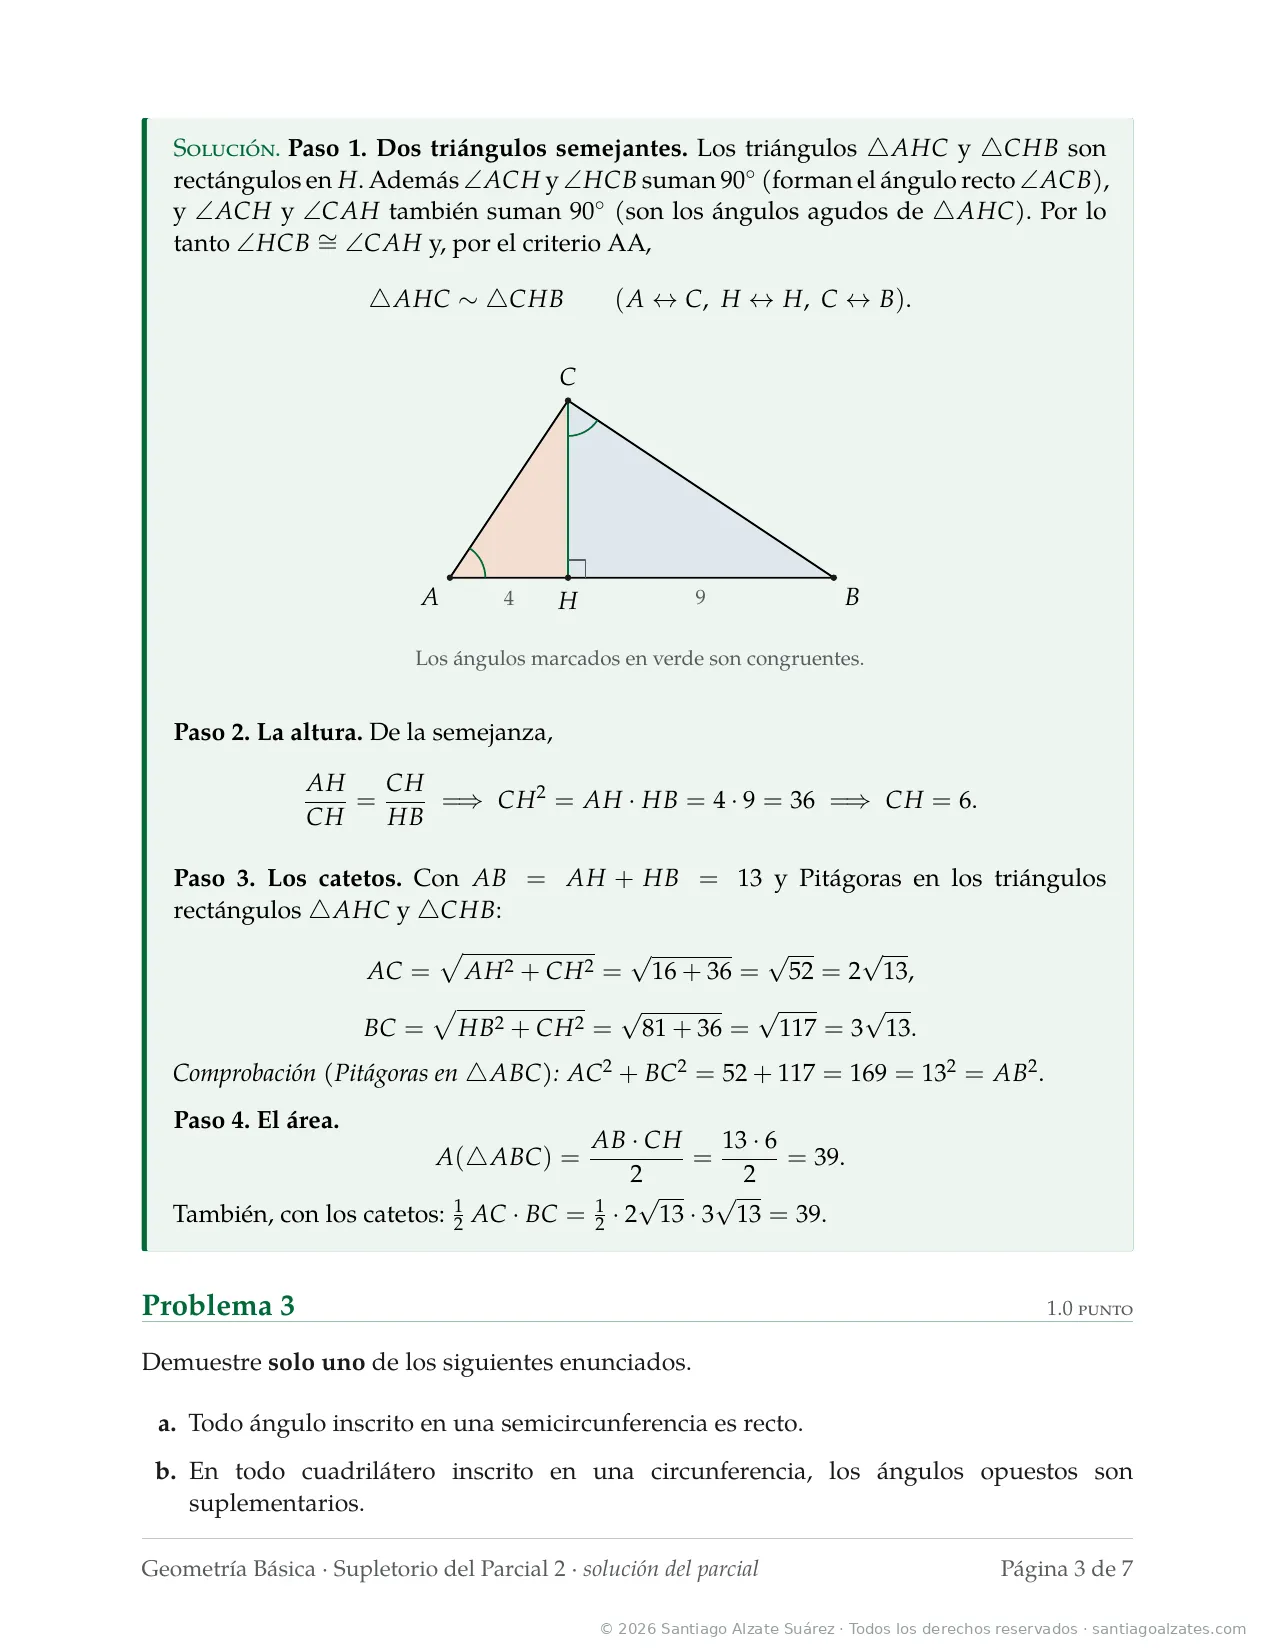 Solución. Paso 1. Dos triángulos semejantes. Los triángulos △AHC y △CHB son
rectángulos en H. Además ∠ACH y ∠HCB suman 90° (forman el ángulo recto ∠ACB),
y ∠ACH y ∠CAH también suman 90° (son los ángulos agudos de △AHC). Por lo
tanto ∠HCB ≅ ∠CAH y, por el criterio AA,
△AHC ∼ △CHB (A ↔ C, H ↔ H, C ↔ B).
C
A 4 H 9 B
Los ángulos marcados en verde son congruentes.
Paso 2. La altura. De la semejanza,
AH/CH = CH/HB ⟹ CH² = AH · HB = 4 · 9 = 36 ⟹ CH = 6.
Paso 3. Los catetos. Con AB = AH + HB = 13 y Pitágoras en los triángulos
rectángulos △AHC y △CHB:
AC = √(AH² + CH²) = √(16 + 36) = √52 = 2√13,
BC = √(HB² + CH²) = √(81 + 36) = √117 = 3√13.
Comprobación (Pitágoras en △ABC): AC² + BC² = 52 + 117 = 169 = 13² = AB².
Paso 4. El área.
A(△ABC) = AB · CH/2 = 13 · 6/2 = 39.
También, con los catetos: ½ AC · BC = ½ · 2√13 · 3√13 = 39.
Problema 3 1.0 punto
Demuestre solo uno de los siguientes enunciados.
a. Todo ángulo inscrito en una semicircunferencia es recto.
b. En todo cuadrilátero inscrito en una circunferencia, los ángulos opuestos son
suplementarios.
Geometría Básica · Supletorio del Parcial 2 · solución del parcial Página 3 de 7
© 2026 Santiago Alzate Suárez · Todos los derechos reservados · santiagoalzates.com